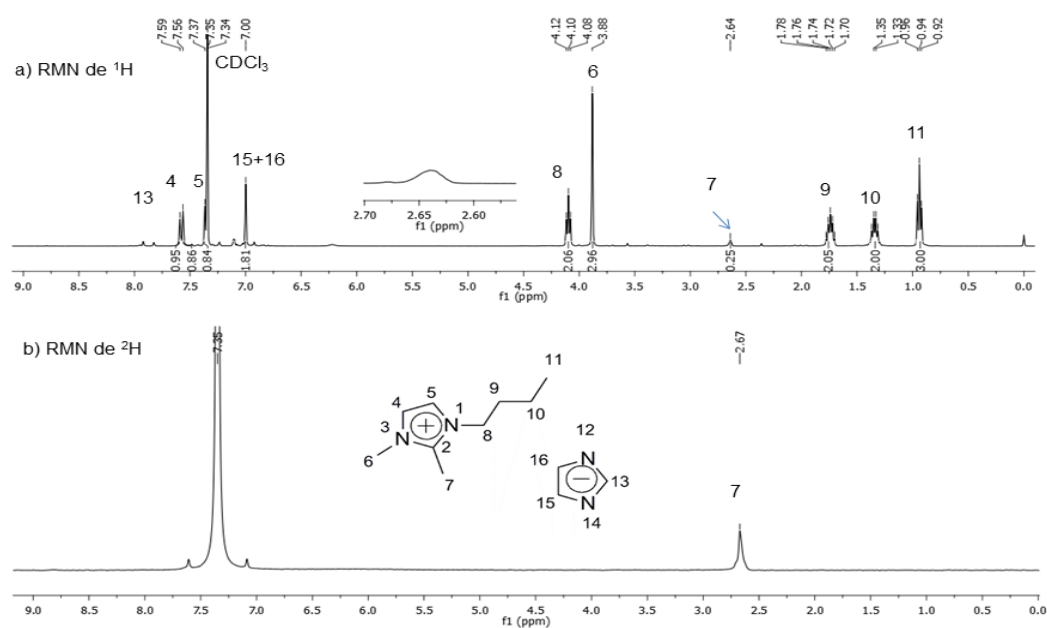 7.59 7.56 7.37 7.35 7.34 7.00 4.12 4.10 4.08 3.88 2.64 1.78 1.76 1.74 1.72 1.70 1.35 1.33 0.96 0.94 0.92
a) RMN de ¹H
CDCl₃
13 4 5 15+16 8 6 7 9 10 11
2.70 2.65 2.60
f1 (ppm)
0.95 0.86 0.84 1.81 2.06 2.96 0.25 2.05 2.00 3.00
9.0 8.5 8.0 7.5 7.0 6.5 6.0 5.5 5.0 4.5 4.0 3.5 3.0 2.5 2.0 1.5 1.0 0.5 0.0
f1 (ppm)
b) RMN de ²H
7.35 2.67
11
9
5
4
10
3 N + N 1
8
2
6
7
12
16 N
− 13
15 N
14
7
9.0 8.5 8.0 7.5 7.0 6.5 6.0 5.5 5.0 4.5 4.0 3.5 3.0 2.5 2.0 1.5 1.0 0.5 0.0
f1 (ppm)